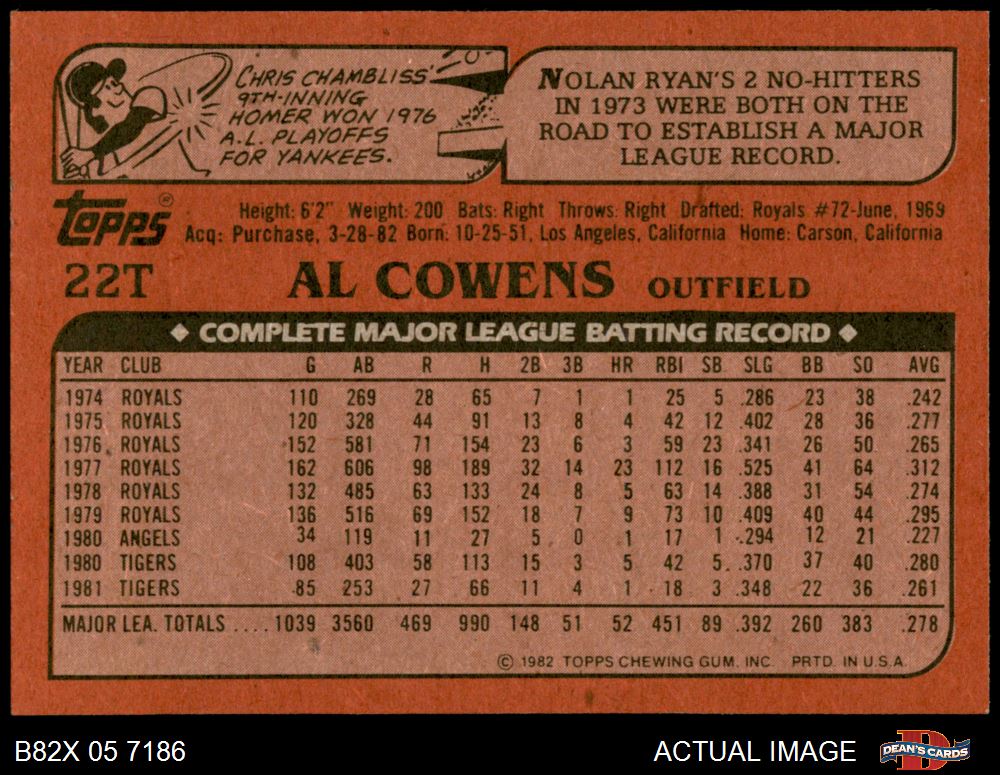 CHRIS CHAMBLISS'
9TH-INNING
HOMER WON 1976
A.L. PLAYOFFS
FOR YANKEES.
NOLAN RYAN'S 2 NO-HITTERS
IN 1973 WERE BOTH ON THE
ROAD TO ESTABLISH A MAJOR
LEAGUE RECORD.
topps®
Height: 6'2" Weight: 200 Bats: Right Throws: Right Drafted: Royals #72-June, 1969
Acq: Purchase, 3-28-82 Born: 10-25-51, Los Angeles, California Home: Carson, California
22T AL COWENS OUTFIELD
◆ COMPLETE MAJOR LEAGUE BATTING RECORD ◆
YEAR CLUB G AB R H 2B 3B HR RBI SB SLG BB SO AVG
1974 ROYALS 110 269 28 65 7 1 1 25 5 .286 23 38 .242
1975 ROYALS 120 328 44 91 13 8 4 42 12 .402 28 36 .277
1976 ROYALS 152 581 71 154 23 6 3 59 23 .341 26 50 .265
1977 ROYALS 162 606 98 189 32 14 23 112 16 .525 41 64 .312
1978 ROYALS 132 485 63 133 24 8 5 63 14 .388 31 54 .274
1979 ROYALS 136 516 69 152 18 7 9 73 10 .409 40 44 .295
1980 ANGELS 34 119 11 27 5 0 1 17 1 .294 12 21 .227
1980 TIGERS 108 403 58 113 15 3 5 42 5 .370 37 40 .280
1981 TIGERS 85 253 27 66 11 4 1 18 3 .348 22 36 .261
MAJOR LEA. TOTALS .... 1039 3560 469 990 148 51 52 451 89 .392 260 383 .278
© 1982 TOPPS CHEWING GUM, INC. PRTD. IN U.S.A.
B82X 05 7186 ACTUAL IMAGE DEAN'S CARDS